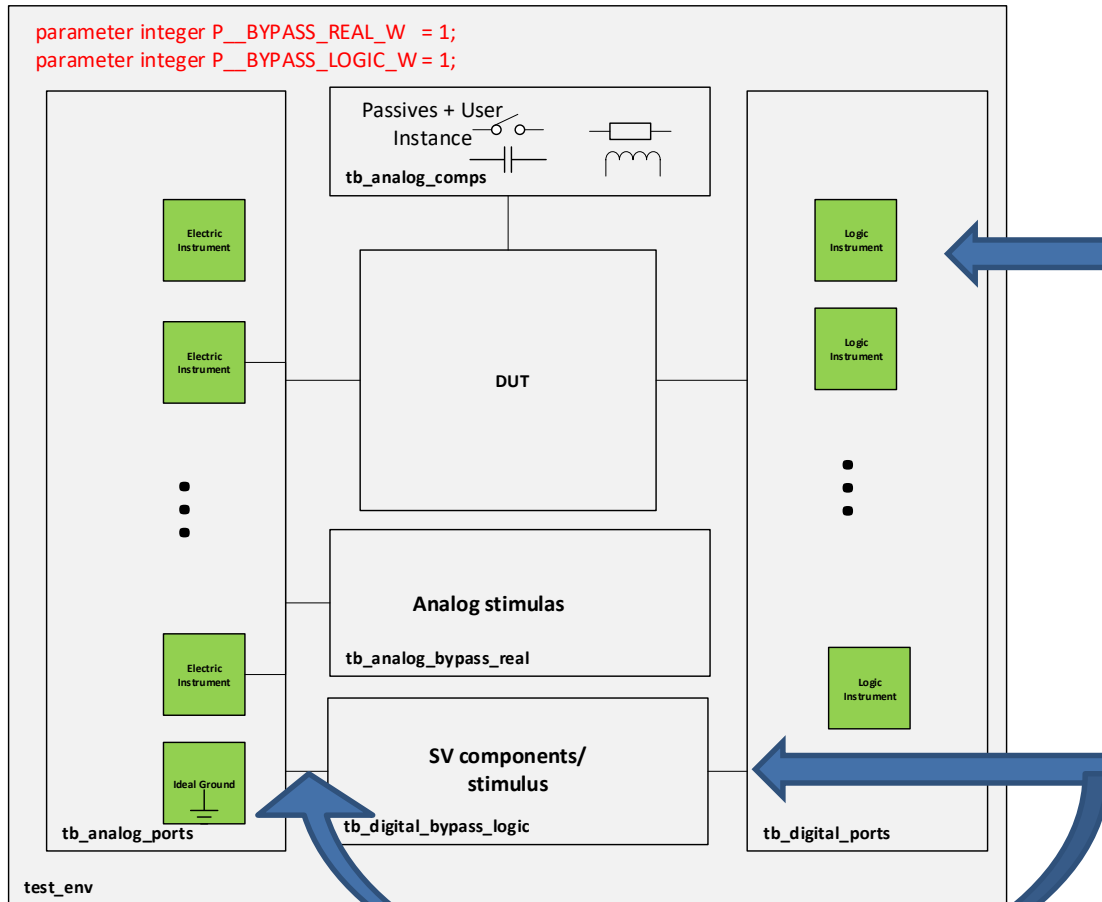 parameter integer P__BYPASS_REAL_W = 1;
parameter integer P__BYPASS_LOGIC_W = 1;
Passives + User
Instance
tb_analog_comps
Electric
Instrument
Logic
Instrument
Electric
Instrument
Logic
Instrument
DUT
Analog stimulas
tb_analog_bypass_real
Electric
Instrument
Logic
Instrument
SV components/
stimulus
Ideal Ground
tb_analog_ports
tb_digital_bypass_logic
tb_digital_ports
test_env